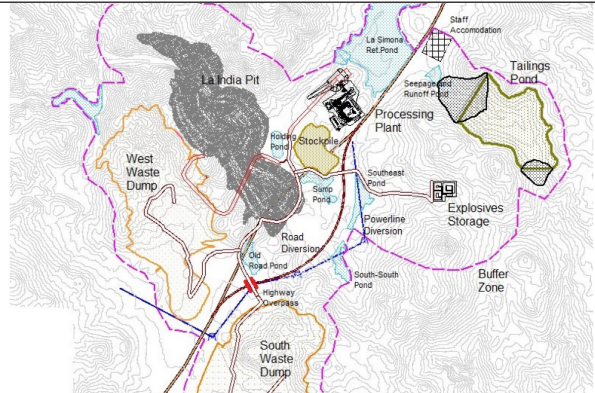 Staff
Accomodation
La Simona
Ret.Pond
Tailings
Pond
La India Pit
Seepage and
Runoff Pond
Processing
Plant
Holding
Pond
Stockpile
West
Waste
Dump
Southeast
Pond
Sump
Pond
Explosives
Storage
Powerline
Diversion
Road
Diversion
Old
Road Pond
South-South
Pond
Buffer
Zone
Highway
Overpass
South
Waste
Dump